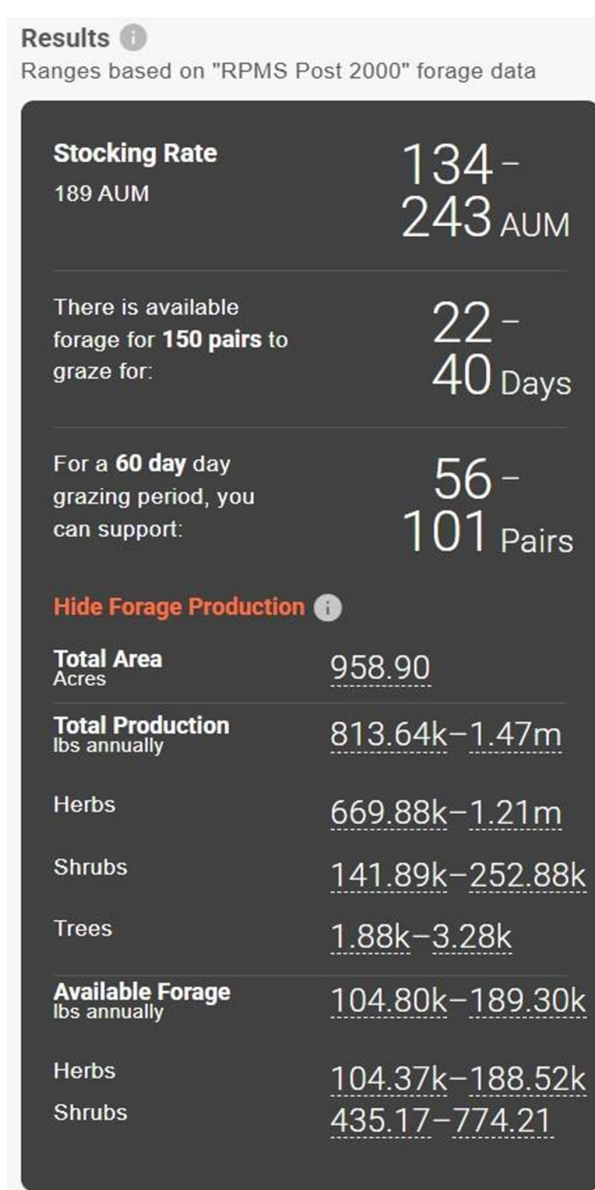 Results
Ranges based on "RPMS Post 2000" forage data
Stocking Rate
189 AUM
134–
243 AUM
There is available
forage for 150 pairs to
graze for:
22–
40 Days
For a 60 day day
grazing period, you
can support:
56–
101 Pairs
Hide Forage Production
Total Area
Acres
958.90
Total Production
lbs annually
813.64k–1.47m
Herbs
669.88k–1.21m
Shrubs
141.89k–252.88k
Trees
1.88k–3.28k
Available Forage
lbs annually
104.80k–189.30k
Herbs
104.37k–188.52k
Shrubs
435.17–774.21